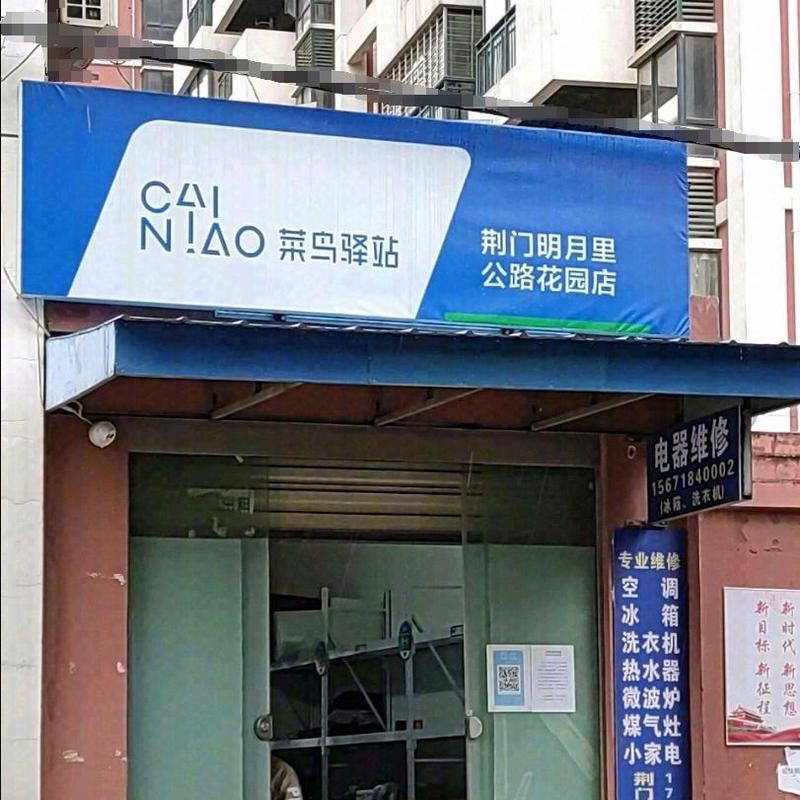 CAI
NIAO 菜鸟驿站
荆门明月里
公路花园店
电器维修
15671840002
(冰箱、洗衣机)
专业维修
空调
冰箱
洗衣机
热水器
微波炉
煤气灶
小家电
荆门
17
新时代 新思想
新目标 新征程